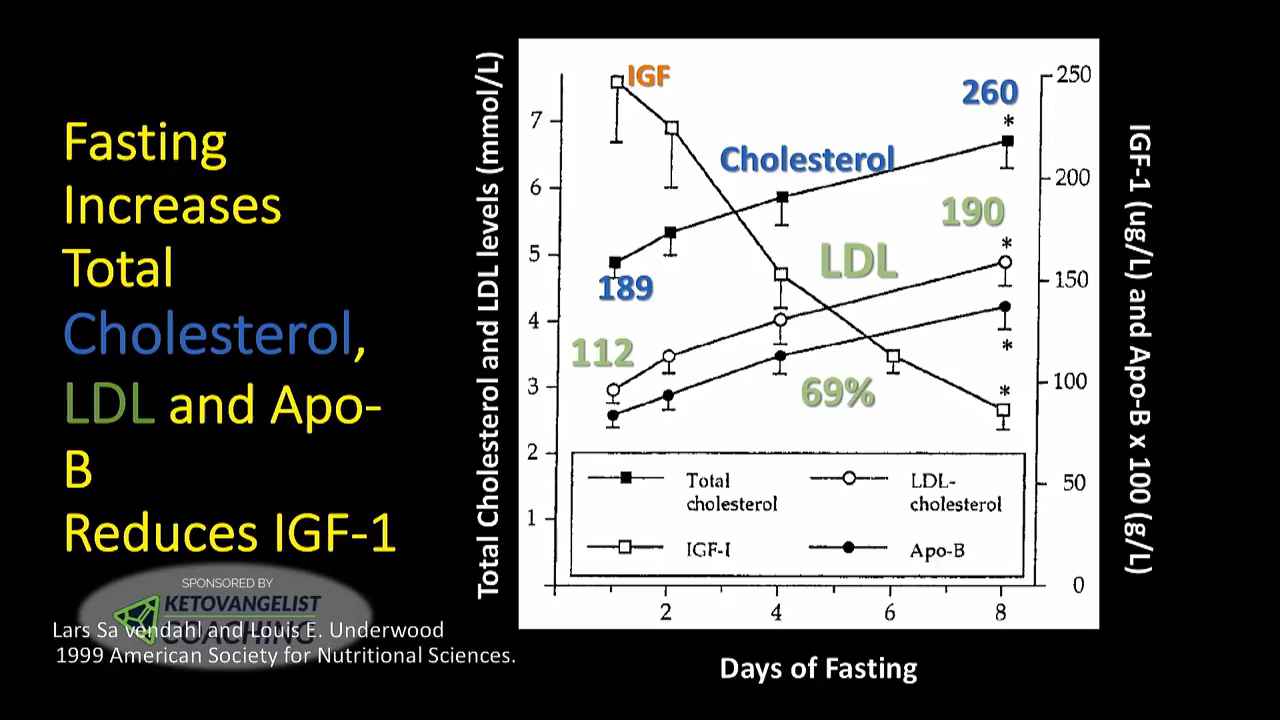 Fasting
Increases
Total
Cholesterol,
LDL and Apo-
B
Reduces IGF-1
SPONSORED BY
KETOVANGELIST
COACHING
Lars Sa vendahl and Louis E. Underwood
1999 American Society for Nutritional Sciences.
Total Cholesterol and LDL levels (mmol/L)
7
6
5
4
3
2
1
IGF
260
*
Cholesterol
190
*
LDL
189
112
69%
*
*
Total
cholesterol
LDL-
cholesterol
IGF-I
Apo-B
250
200
150
100
50
0
2
4
6
8
Days of Fasting
IGF-1 (ug/L) and Apo-B x 100 (g/L)